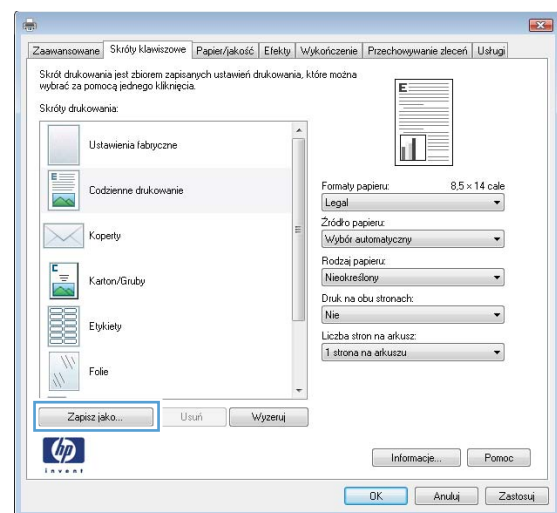 Zaawansowane Skróty klawiszowe Papier/jakość Efekty Wykończenie Przechowywanie zleceń Usługi
Skrót drukowania jest zbiorem zapisanych ustawień drukowania, które można
wybrać za pomocą jednego kliknięcia.
Skróty drukowania:
Ustawienia fabryczne
Codzienne drukowanie
Koperty
Karton/Gruby
Etykiety
Folie
Formaty papieru: 8,5 × 14 cale
Legal
Źródło papieru:
Wybór automatyczny
Rodzaj papieru:
Nieokreślony
Druk na obu stronach:
Nie
Liczba stron na arkusz:
1 strona na arkuszu
Zapisz jako... Usuń Wyzeruj
hp
invent
Informacje... Pomoc
OK Anuluj Zastosuj